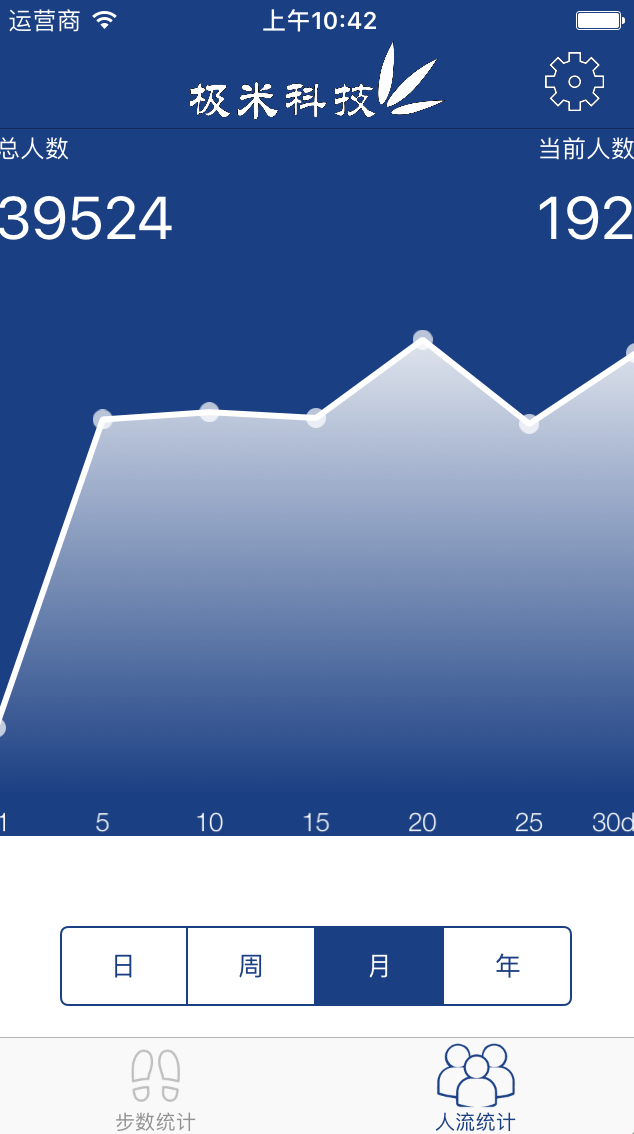 运营商 上午10:42
极米科技
总人数 当前人数
39524 192
1 5 10 15 20 25 30d
日 周 月 年
步数统计 人流统计